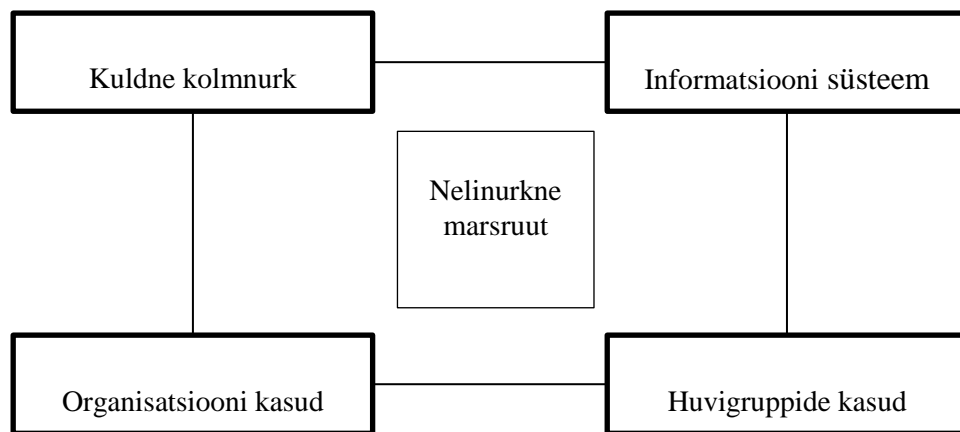 Kuldne kolmnurk
Informatsiooni süsteem
Nelinurkne
marsruut
Organisatsiooni kasud
Huvigruppide kasud